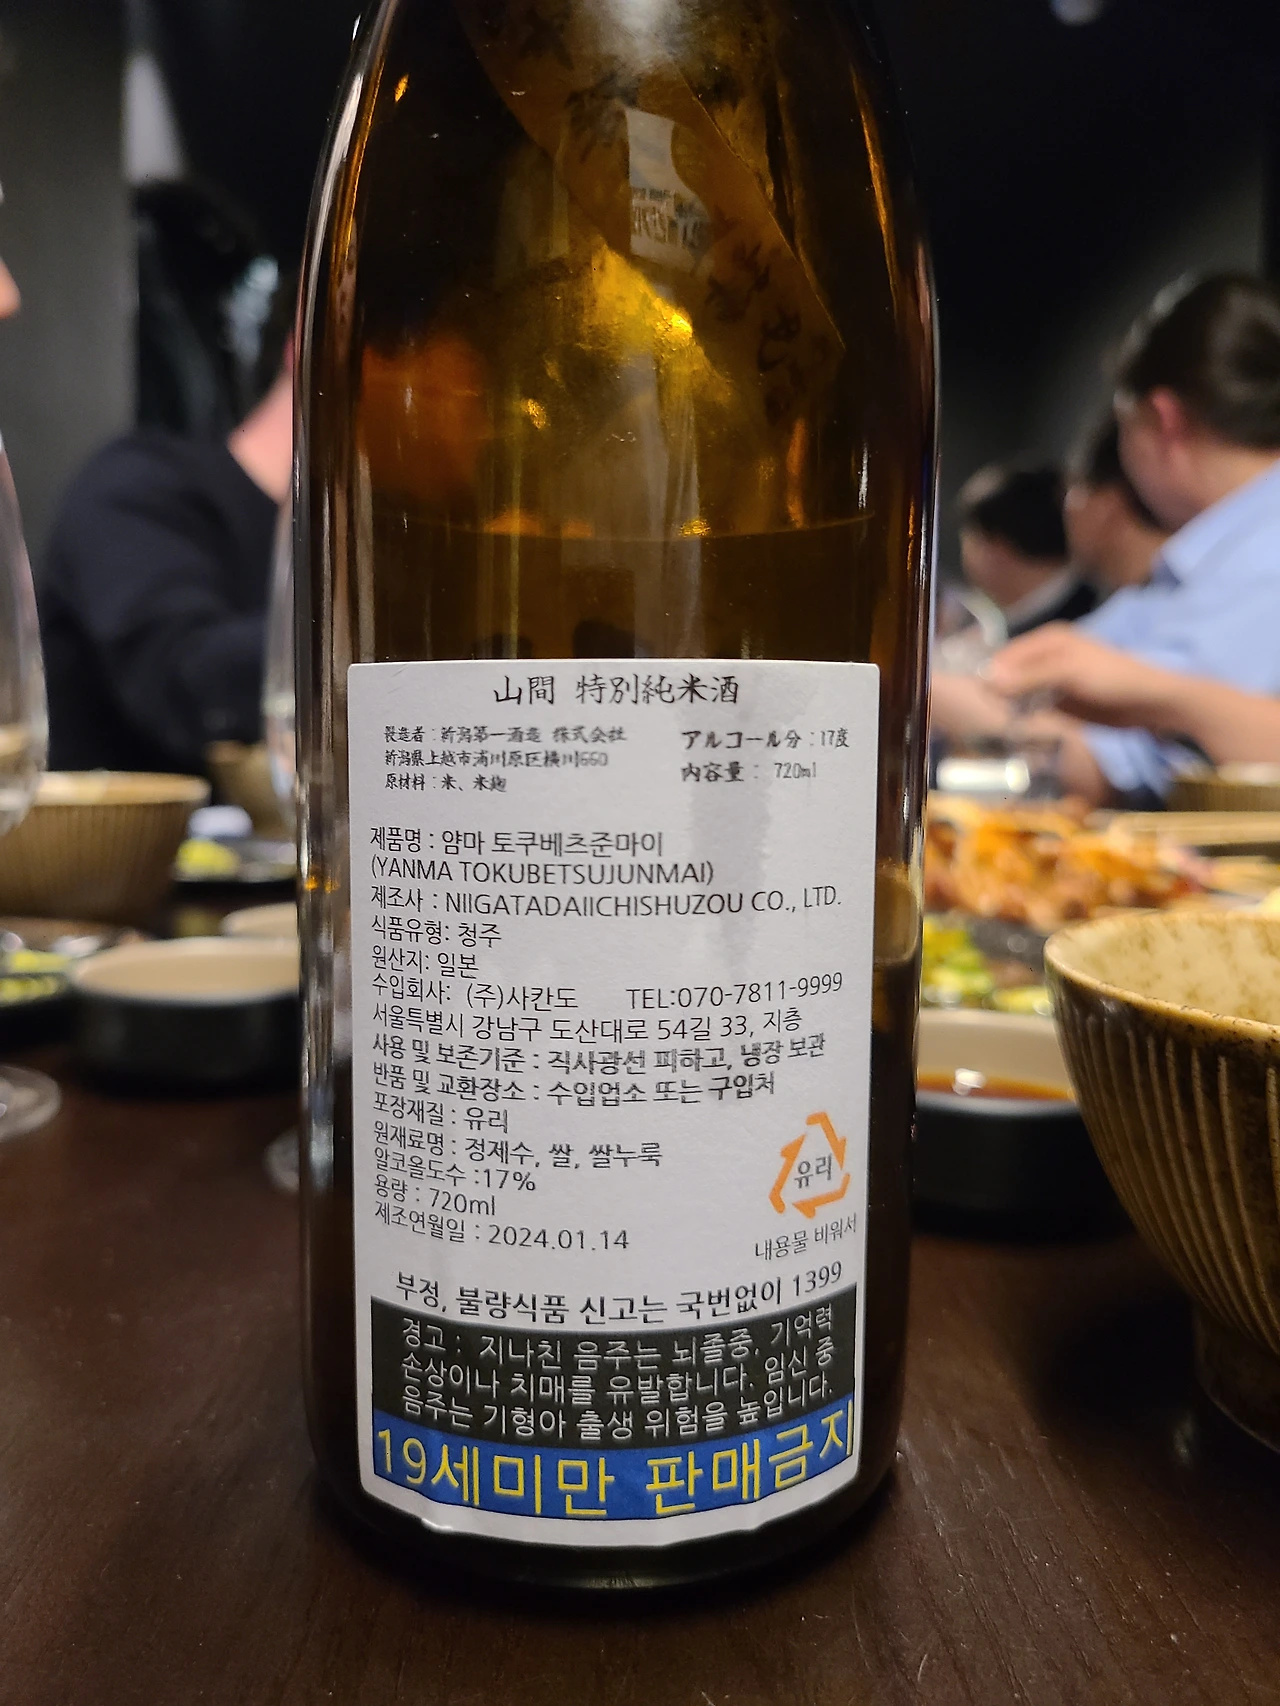 山間 特別純米酒
製造者：新潟第一酒造 株式会社
新潟県上越市浦川原区横川660
原材料：米、米麹
アルコール分：17度
内容量： 720ml
제품명 : 얌마 토쿠베츠준마이
(YANMA TOKUBETSUJUNMAI)
제조사 : NIIGATADAIICHISHUZOU CO., LTD.
식품유형: 청주
원산지: 일본
수입회사: (주)사칸도 TEL:070-7811-9999
서울특별시 강남구 도산대로 54길 33, 지층
사용 및 보존기준 : 직사광선 피하고, 냉장 보관
반품 및 교환장소 : 수입업소 또는 구입처
포장재질 : 유리
원재료명 : 정제수, 쌀, 쌀누룩
알코올도수 :17%
용량 : 720ml
제조연월일 : 2024.01.14
유리
내용물 비워서
부정, 불량식품 신고는 국번없이 1399
경고 : 지나친 음주는 뇌졸중, 기억력
손상이나 치매를 유발합니다. 임신 중
음주는 기형아 출생 위험을 높입니다.
19세미만 판매금지